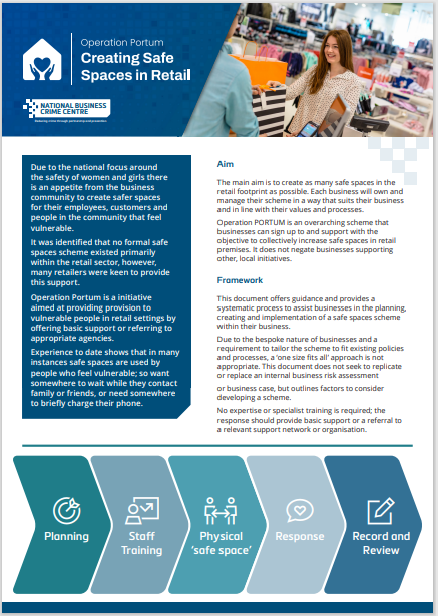 Operation Portum
Creating Safe
Spaces in Retail
NATIONAL BUSINESS
CRIME CENTRE
Due to the national focus around
the safety of women and girls there
is an appetite from the business
community to create safer spaces
for their employees, customers and
people in the community that feel
vulnerable.
It was identified that no formal safe
spaces scheme existed primarily
within the retail sector, however,
many retailers were keen to provide
this support.
Operation Portum is a initiative
aimed at providing provision to
vulnerable people in retail settings by
offering basic support or referring to
appropriate agencies.
Experience to date shows that in many
instances safe spaces are used by
people who feel vulnerable; so want
somewhere to wait while they contact
family or friends, or need somewhere
to briefly charge their phone.
Aim
The main aim is to create as many safe spaces in the
retail footprint as possible. Each business will own and
manage their scheme in a way that suits their business
and in line with their values and processes.
Operation PORTUM is an overarching scheme that
businesses can sign up to and support with the
objective to collectively increase safe spaces in retail
premises. It does not negate businesses supporting
other, local initiatives.
Framework
This document offers guidance and provides a
systematic process to assist businesses in the planning,
creating and implementation of a safe spaces scheme
within their business.
Due to the bespoke nature of businesses and a
requirement to tailor the scheme to fit existing policies
and processes, a ‘one size fits all’ approach is not
appropriate. This document does not seek to replicate
or replace an internal business risk assessment
or business case, but outlines factors to consider
developing a scheme.
No expertise or specialist training is required; the
response should provide basic support or a referral to
a relevant support network or organisation.
Planning
Staff
Training
Physical
‘safe space’
Response
Record and
Review